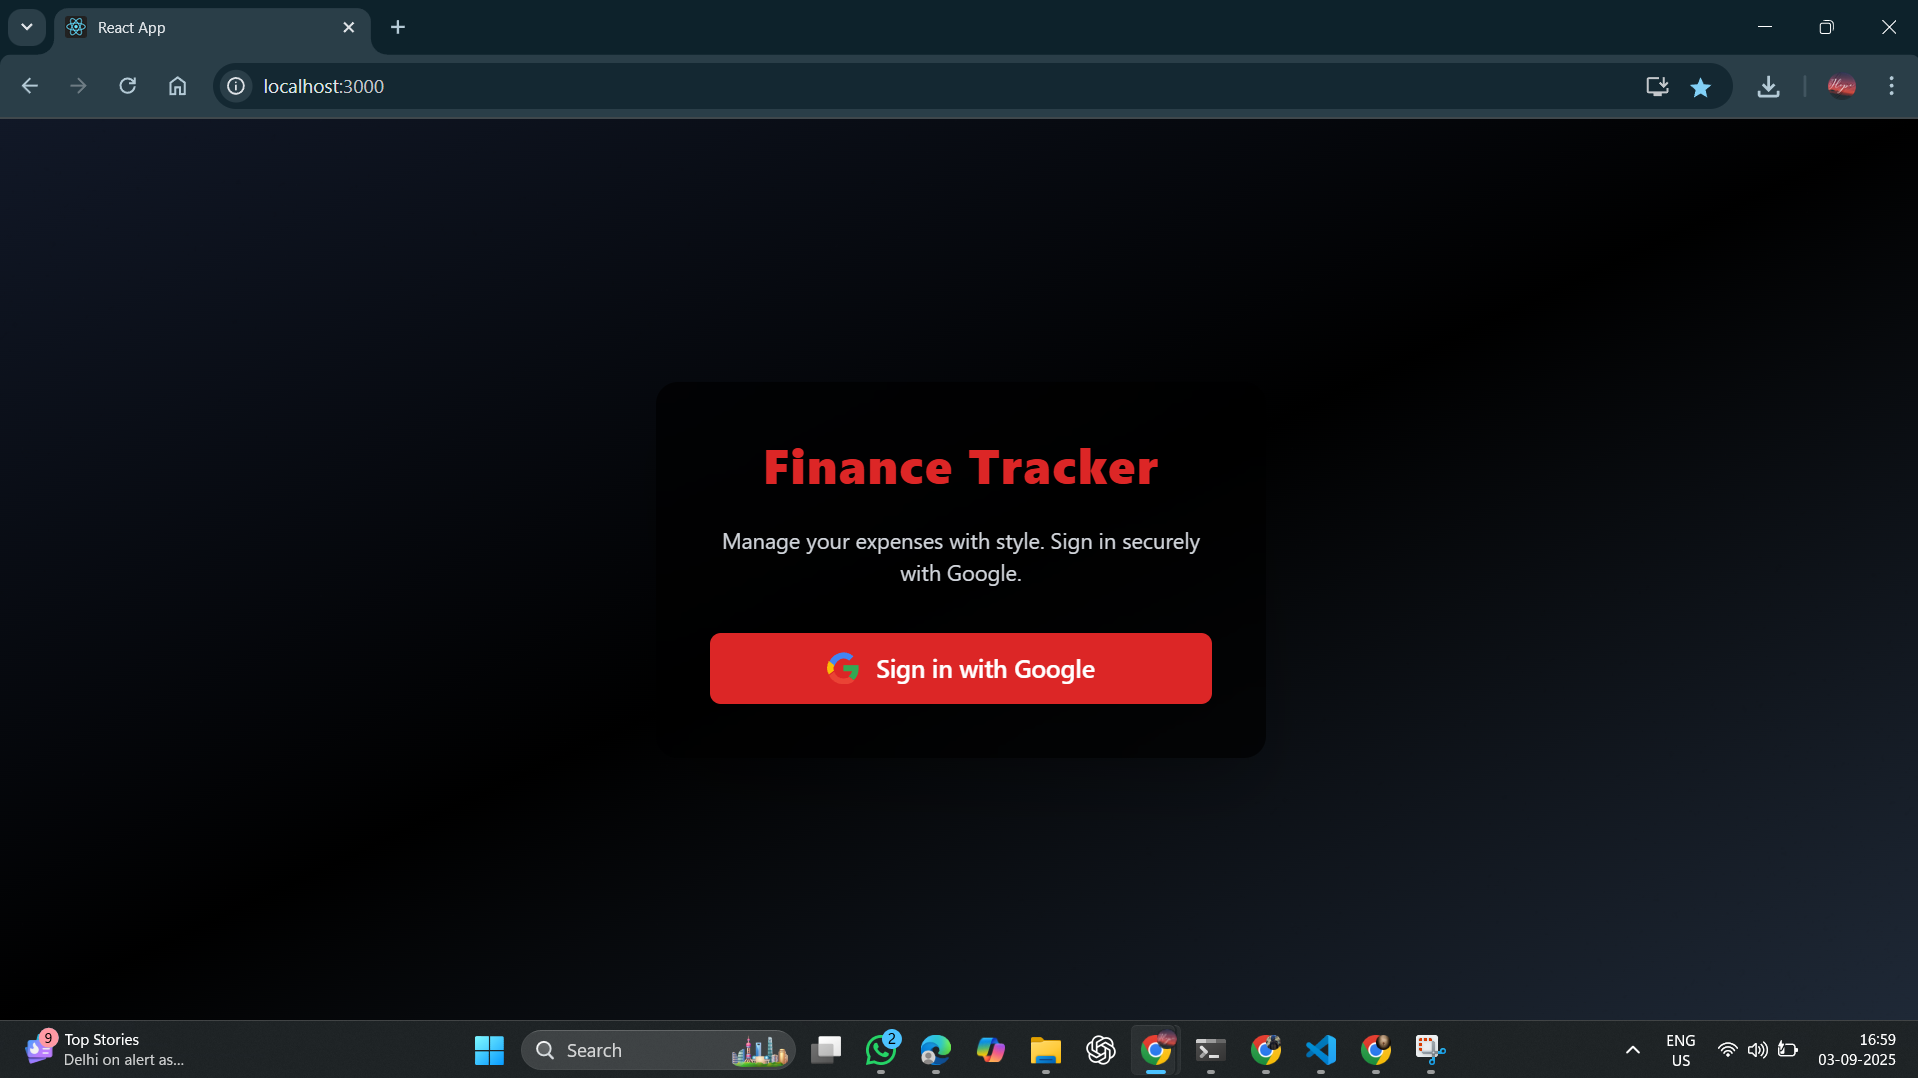 React App
localhost:3000
Finance Tracker
Manage your expenses with style. Sign in securely
with Google.
Sign in with Google
9
Top Stories
Delhi on alert as...
Search
2
ENG
US
16:59
03-09-2025